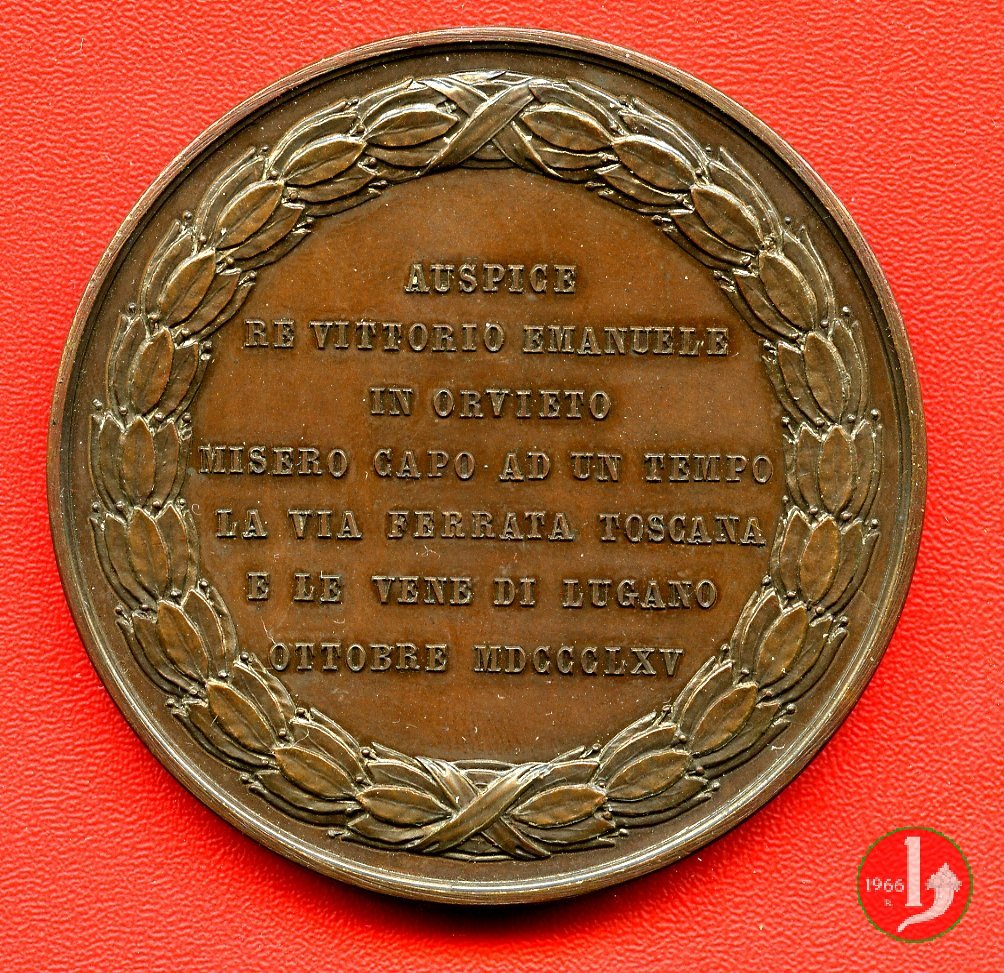 AUSPICE
RE VITTORIO EMANUELE
IN ORVIETO
MISERO CAPO AD UN TEMPO
LA VIA FERRATA TOSCANA
E LE VENE DI LUGANO
OTTOBRE MDCCCLXV
1966
R.